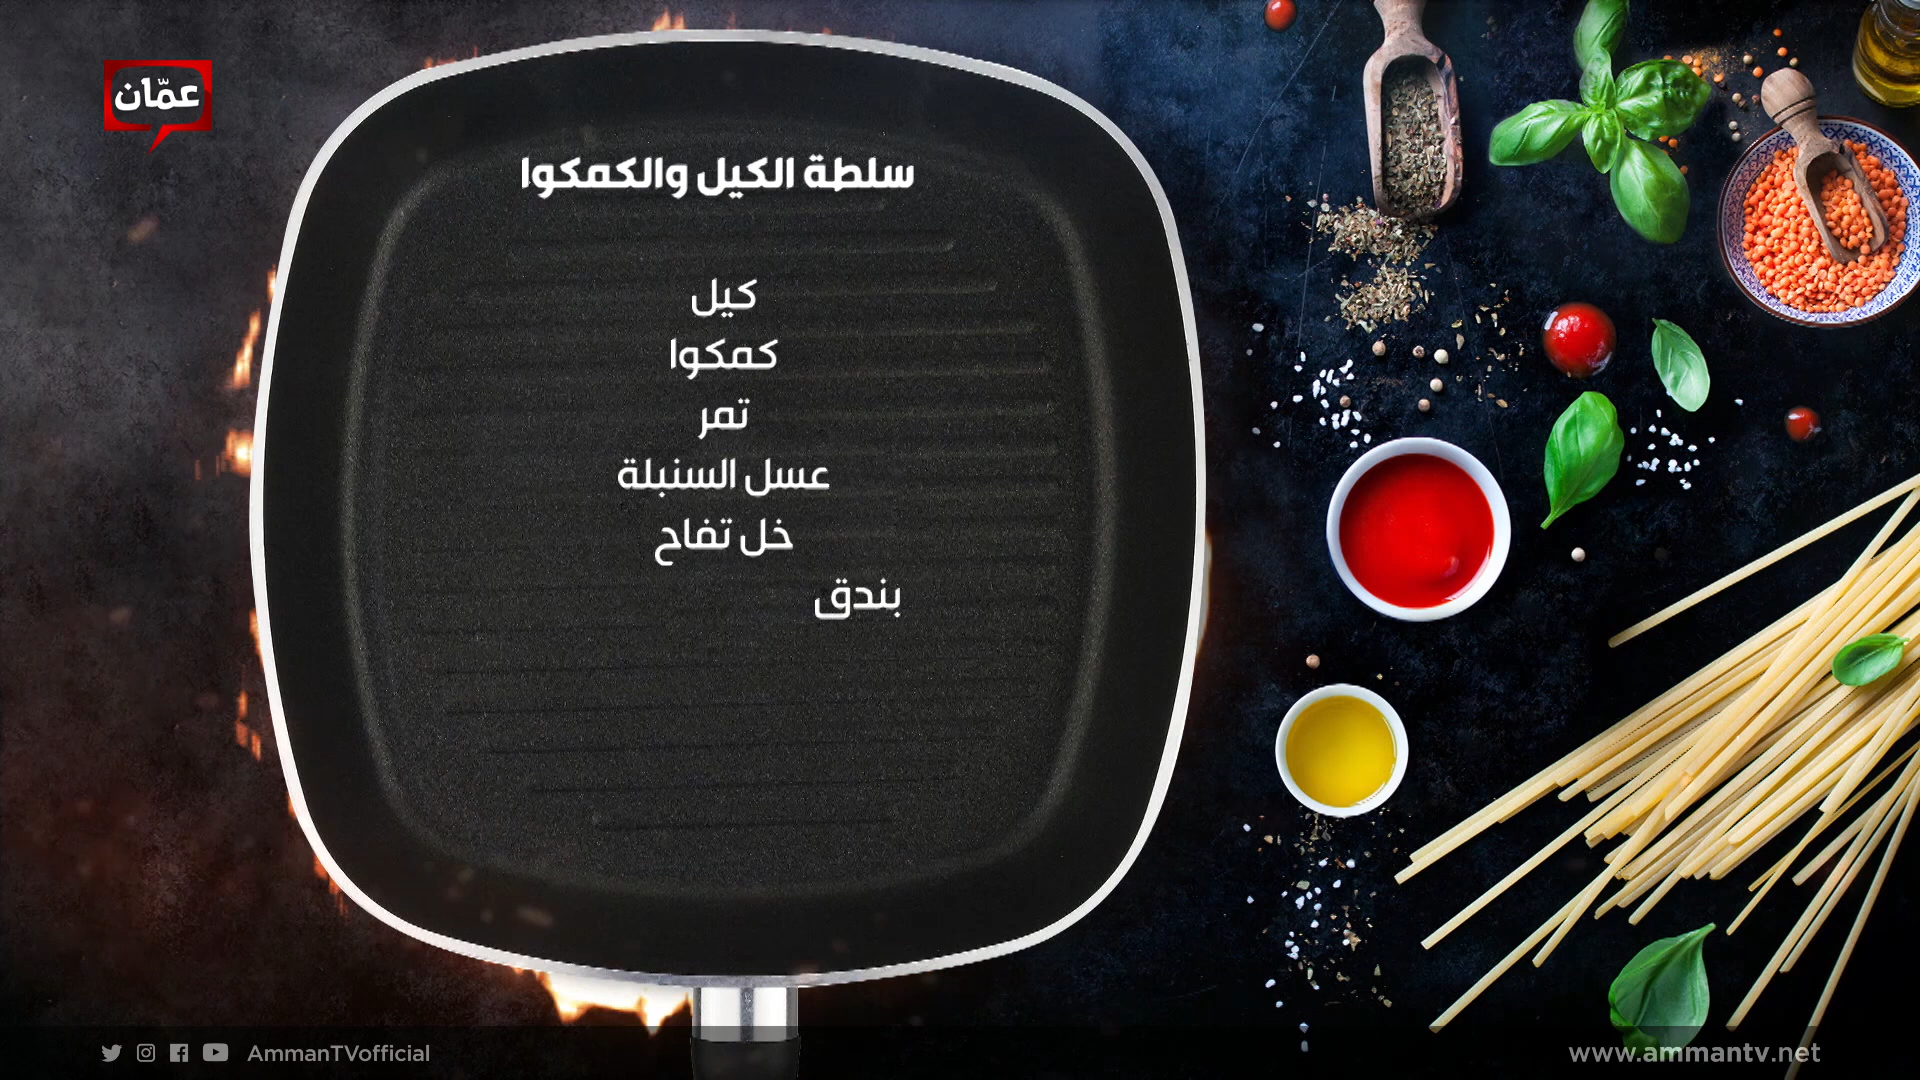 عمّان
سلطة الكيل والكمكوا
كيل
كمكوا
تمر
عسل السنبلة
خل تفاح
بندق
AmmanTVofficial
www.ammantv.net